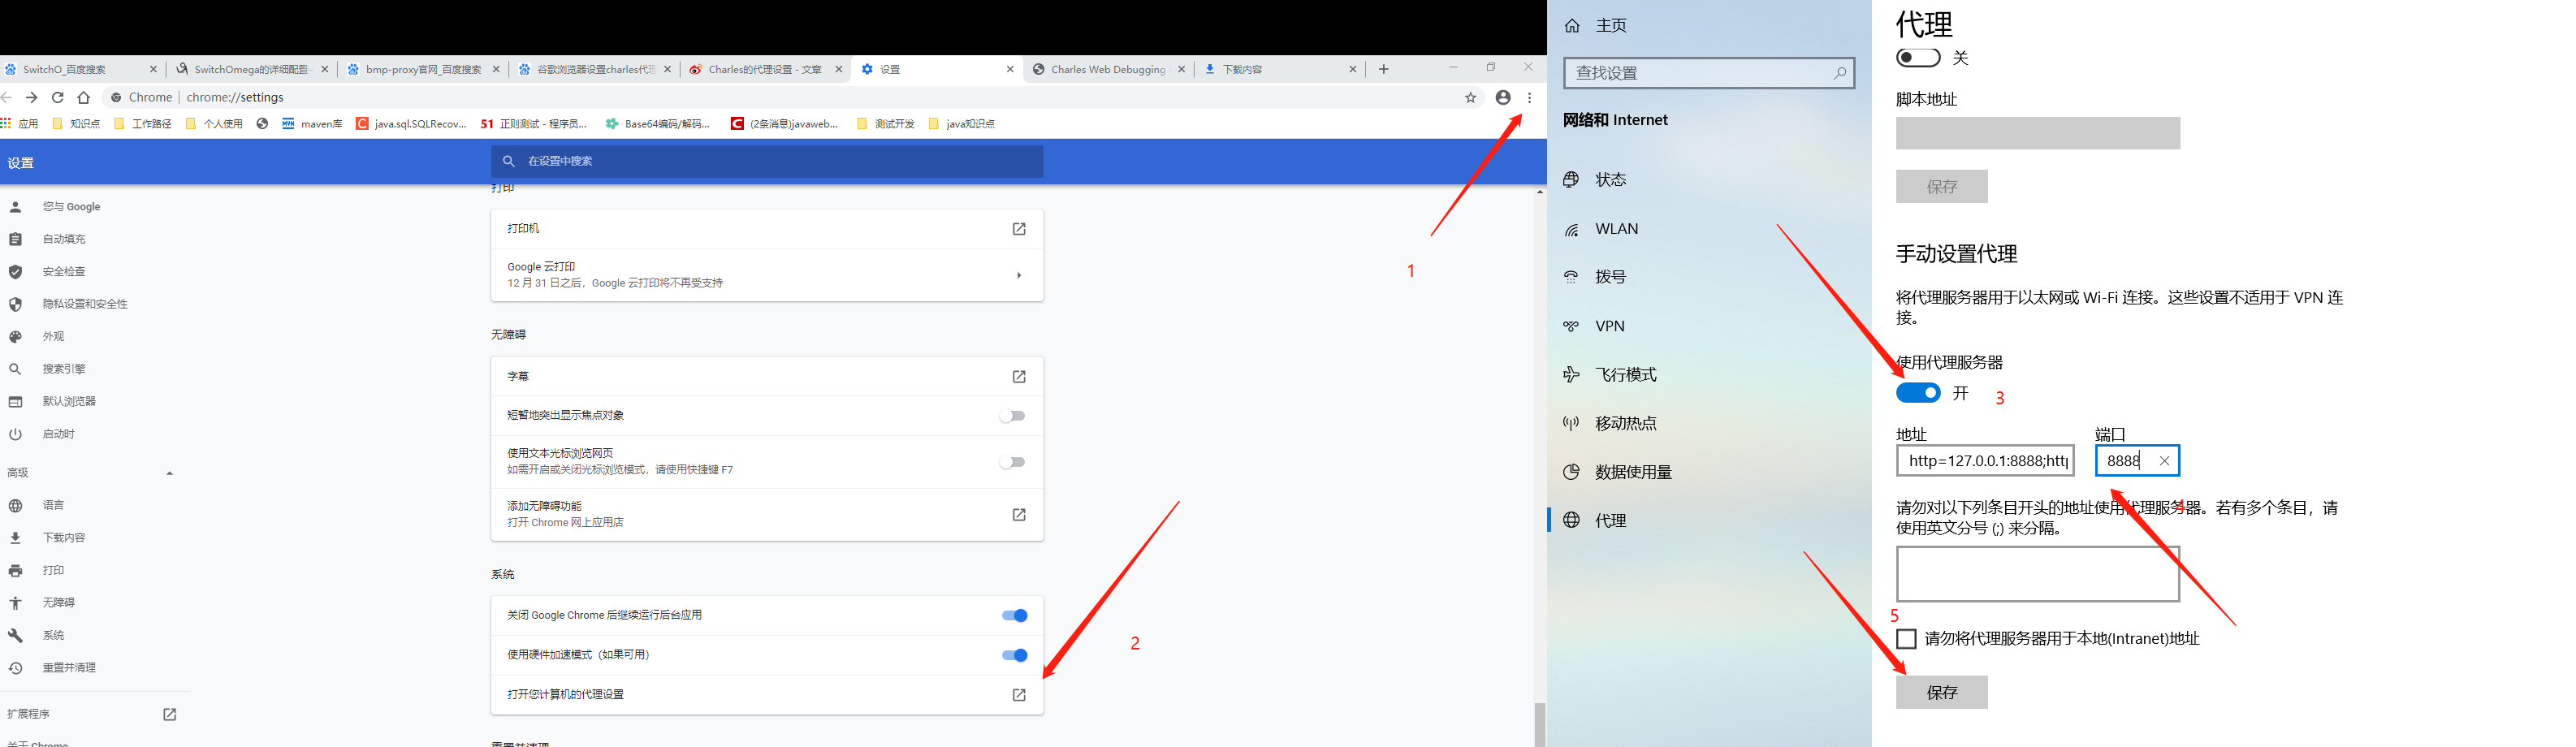 SwitchO_百度搜索
SwitchOmega的详细配置-
bmp-proxy官网_百度搜索
谷歌浏览器设置charles代理
Charles的代理设置 - 文章
设置
Charles Web Debugging
下载内容
Chrome | chrome://settings
应用
知识点
工作路径
个人使用
maven库
java.sql.SQLRecov...
正则测试 - 程序员...
Base64编码/解码...
(2条消息)javaweb...
测试开发
java知识点
设置
在设置中搜索
您与 Google
自动填充
安全检查
隐私设置和安全性
外观
搜索引擎
默认浏览器
启动时
高级
语言
下载内容
打印
无障碍
系统
重置并清理
扩展程序
关于 Chrome
打印
打印机
Google 云打印
12 月 31 日之后，Google 云打印将不再受支持
无障碍
字幕
短暂地突出显示焦点对象
使用文本光标浏览网页
如需开启或关闭光标浏览模式，请使用快捷键 F7
添加无障碍功能
打开 Chrome 网上应用店
系统
关闭 Google Chrome 后继续运行后台应用
使用硬件加速模式（如果可用）
打开您计算机的代理设置
重置并清理
1
2
主页
查找设置
网络和 Internet
状态
WLAN
拨号
VPN
飞行模式
移动热点
数据使用量
代理
代理
关
脚本地址
保存
手动设置代理
将代理服务器用于以太网或 Wi-Fi 连接。这些设置不适用于 VPN 连
接。
使用代理服务器
开
3
地址
端口
http=127.0.0.1:8888;http
8888
4
请勿对以下列条目开头的地址使用代理服务器。若有多个条目，请
使用英文分号 (;) 来分隔。
5
请勿将代理服务器用于本地(Intranet)地址
保存